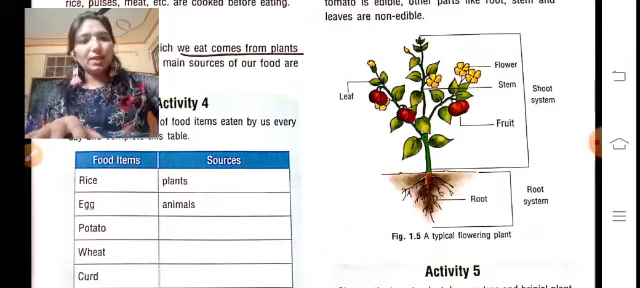 rice, pulses, meat, etc. are cooked before eating.
ich we eat comes from plants
main sources of our food are
Activity 4
of food items eaten by us every
day and complete this table.
Food Items Sources
Rice plants
Egg animals
Potato
Wheat
Curd
tomato is edible, other parts like root, stem and
leaves are non-edible.
Flower
Stem
Leaf
Fruit
Shoot
system
Root
Root
system
Fig. 1.5 A typical flowering plant
Activity 5